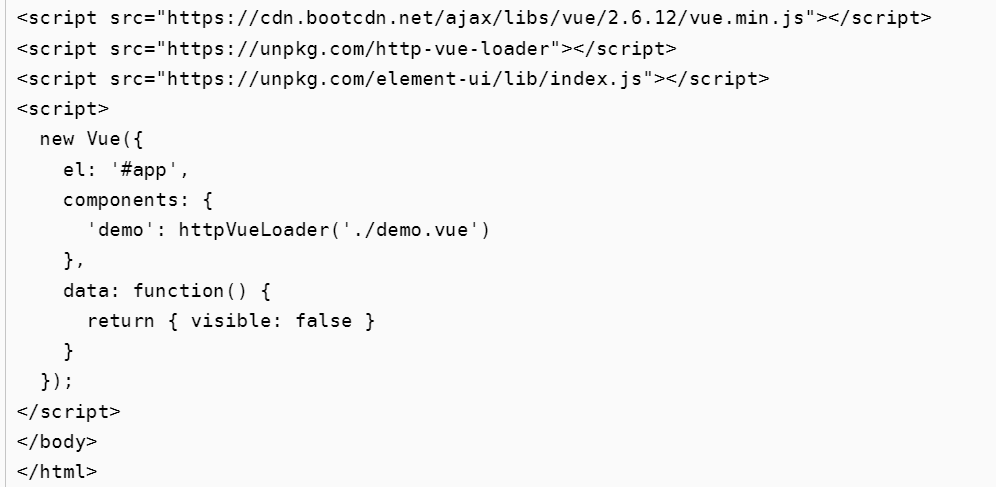 <script src="https://cdn.bootcdn.net/ajax/libs/vue/2.6.12/vue.min.js"></script>
<script src="https://unpkg.com/http-vue-loader"></script>
<script src="https://unpkg.com/element-ui/lib/index.js"></script>
<script>
  new Vue({
    el: '#app',
    components: {
      'demo': httpVueLoader('./demo.vue')
    },
    data: function() {
      return { visible: false }
    }
  });
</script>
</body>
</html>